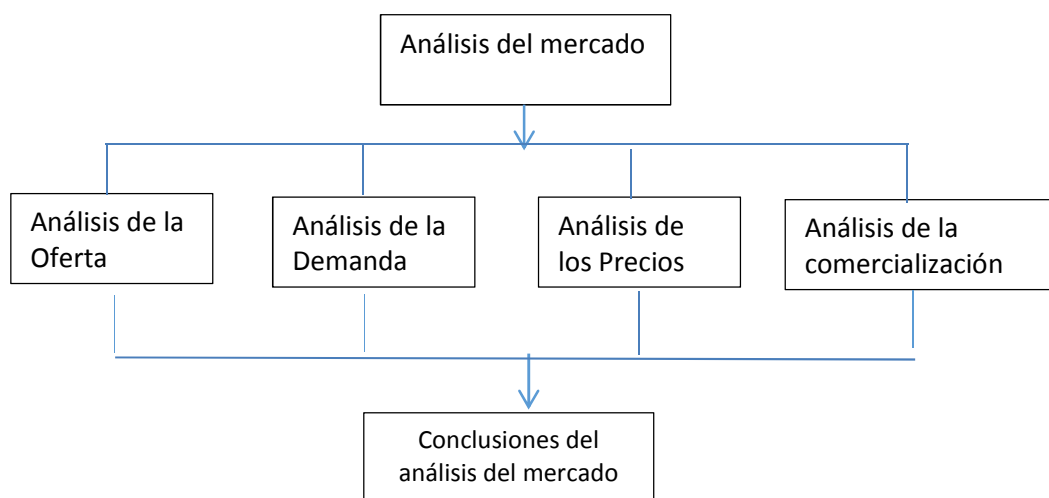 Análisis del mercado
Análisis de la
Oferta
Análisis de la
Demanda
Análisis de
los Precios
Análisis de la
comercialización
Conclusiones del
análisis del mercado